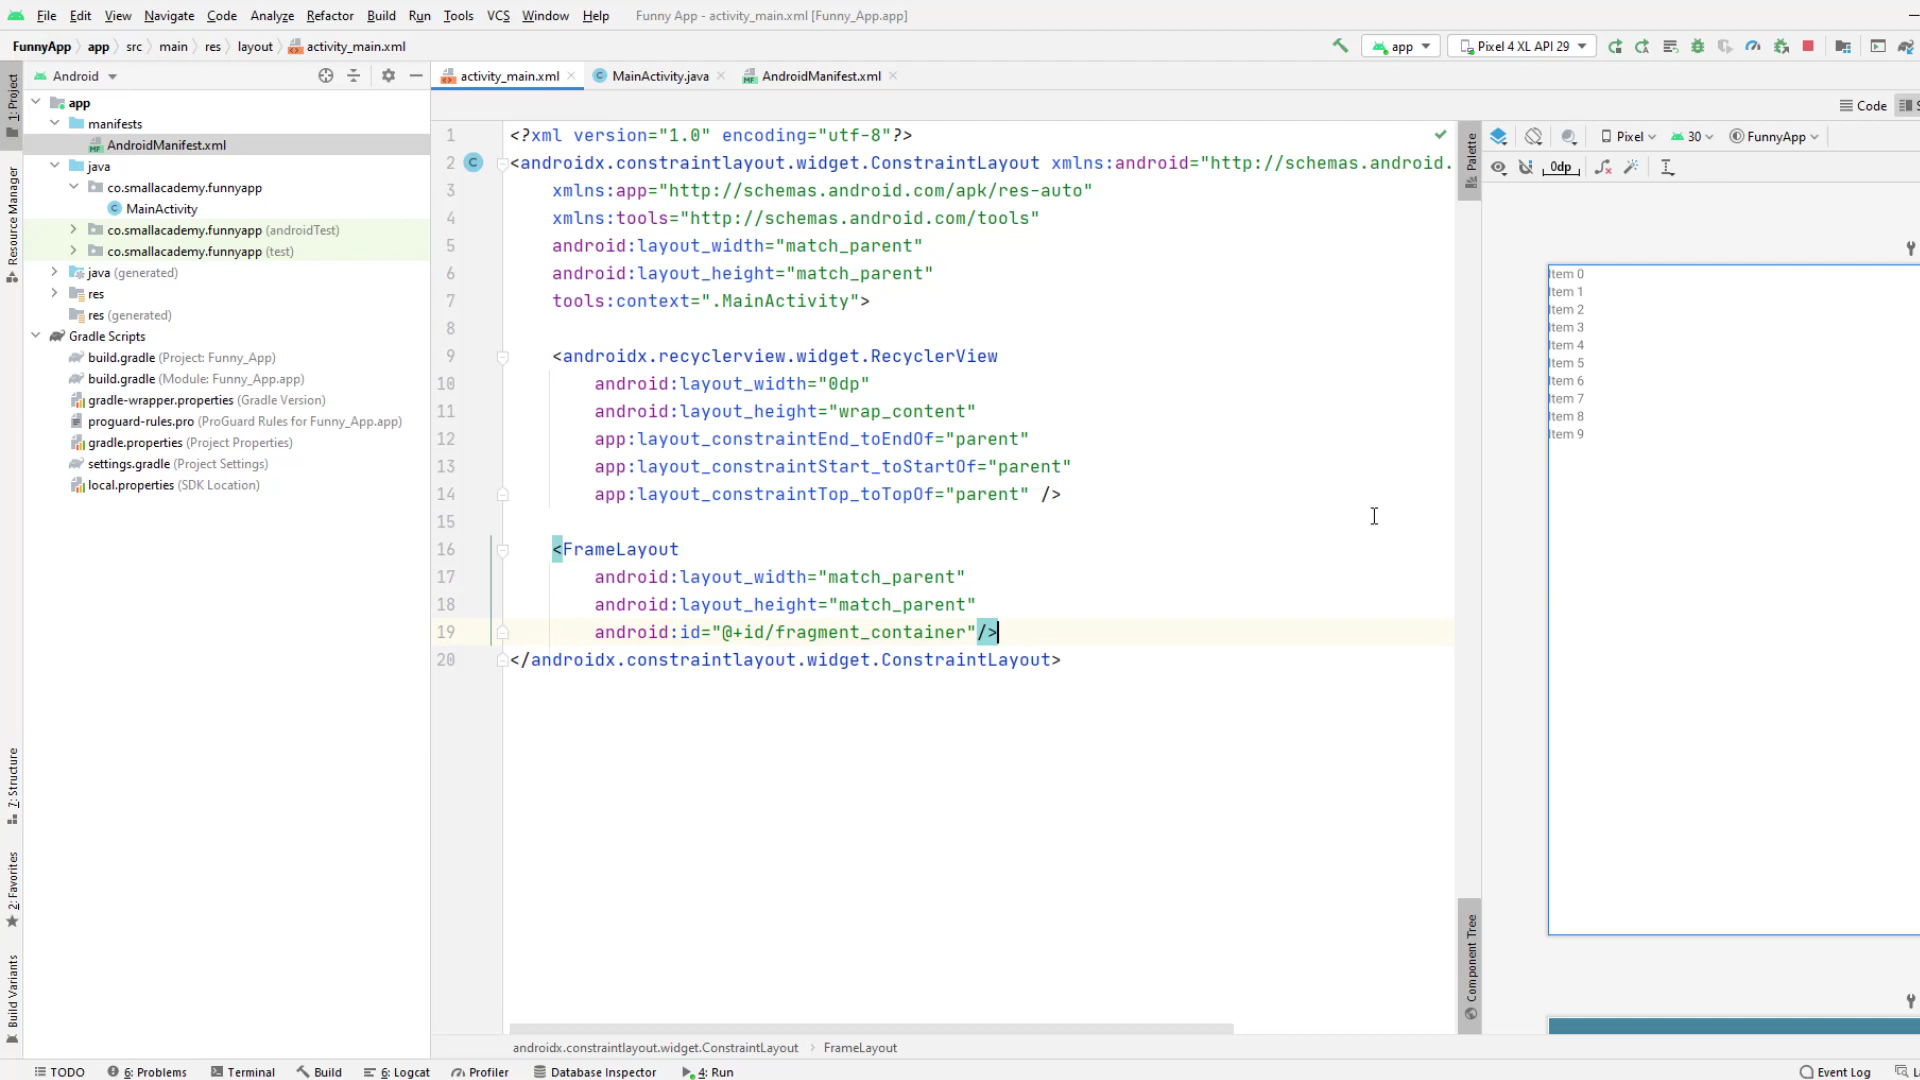 File Edit View Navigate Code Analyze Refactor Build Run Tools VCS Window Help Funny App - activity_main.xml [Funny_App.app]
FunnyApp app src main res layout activity_main.xml app Pixel 4 XL API 29
Android activity_main.xml MainActivity.java AndroidManifest.xml
Code
1: Project
Resource Manager
7: Structure
2: Favorites
Build Variants
app
manifests
AndroidManifest.xml
java
co.smallacademy.funnyapp
MainActivity
co.smallacademy.funnyapp (androidTest)
co.smallacademy.funnyapp (test)
java (generated)
res
res (generated)
Gradle Scripts
build.gradle (Project: Funny_App)
build.gradle (Module: Funny_App.app)
gradle-wrapper.properties (Gradle Version)
proguard-rules.pro (ProGuard Rules for Funny_App.app)
gradle.properties (Project Properties)
settings.gradle (Project Settings)
local.properties (SDK Location)
1 <?xml version="1.0" encoding="utf-8"?>
2 <androidx.constraintlayout.widget.ConstraintLayout xmlns:android="http://schemas.android.
3 xmlns:app="http://schemas.android.com/apk/res-auto"
4 xmlns:tools="http://schemas.android.com/tools"
5 android:layout_width="match_parent"
6 android:layout_height="match_parent"
7 tools:context=".MainActivity">
8
9 <androidx.recyclerview.widget.RecyclerView
10 android:layout_width="0dp"
11 android:layout_height="wrap_content"
12 app:layout_constraintEnd_toEndOf="parent"
13 app:layout_constraintStart_toStartOf="parent"
14 app:layout_constraintTop_toTopOf="parent" />
15
16 <FrameLayout
17 android:layout_width="match_parent"
18 android:layout_height="match_parent"
19 android:id="@+id/fragment_container"/>
20 </androidx.constraintlayout.widget.ConstraintLayout>
Palette
Component Tree
Pixel 30 FunnyApp
0dp
Item 0
Item 1
Item 2
Item 3
Item 4
Item 5
Item 6
Item 7
Item 8
Item 9
androidx.constraintlayout.widget.ConstraintLayout FrameLayout
TODO 6: Problems Terminal Build 6: Logcat Profiler Database Inspector 4: Run Event Log